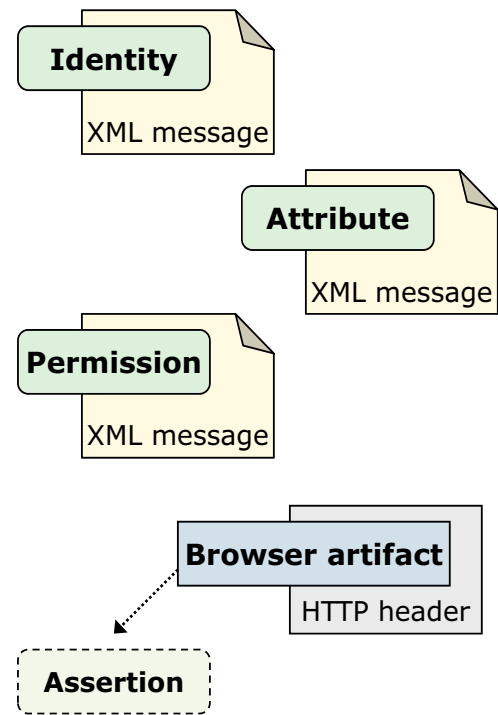 Identity
XML message
Attribute
XML message
Permission
XML message
Browser artifact
HTTP header
Assertion